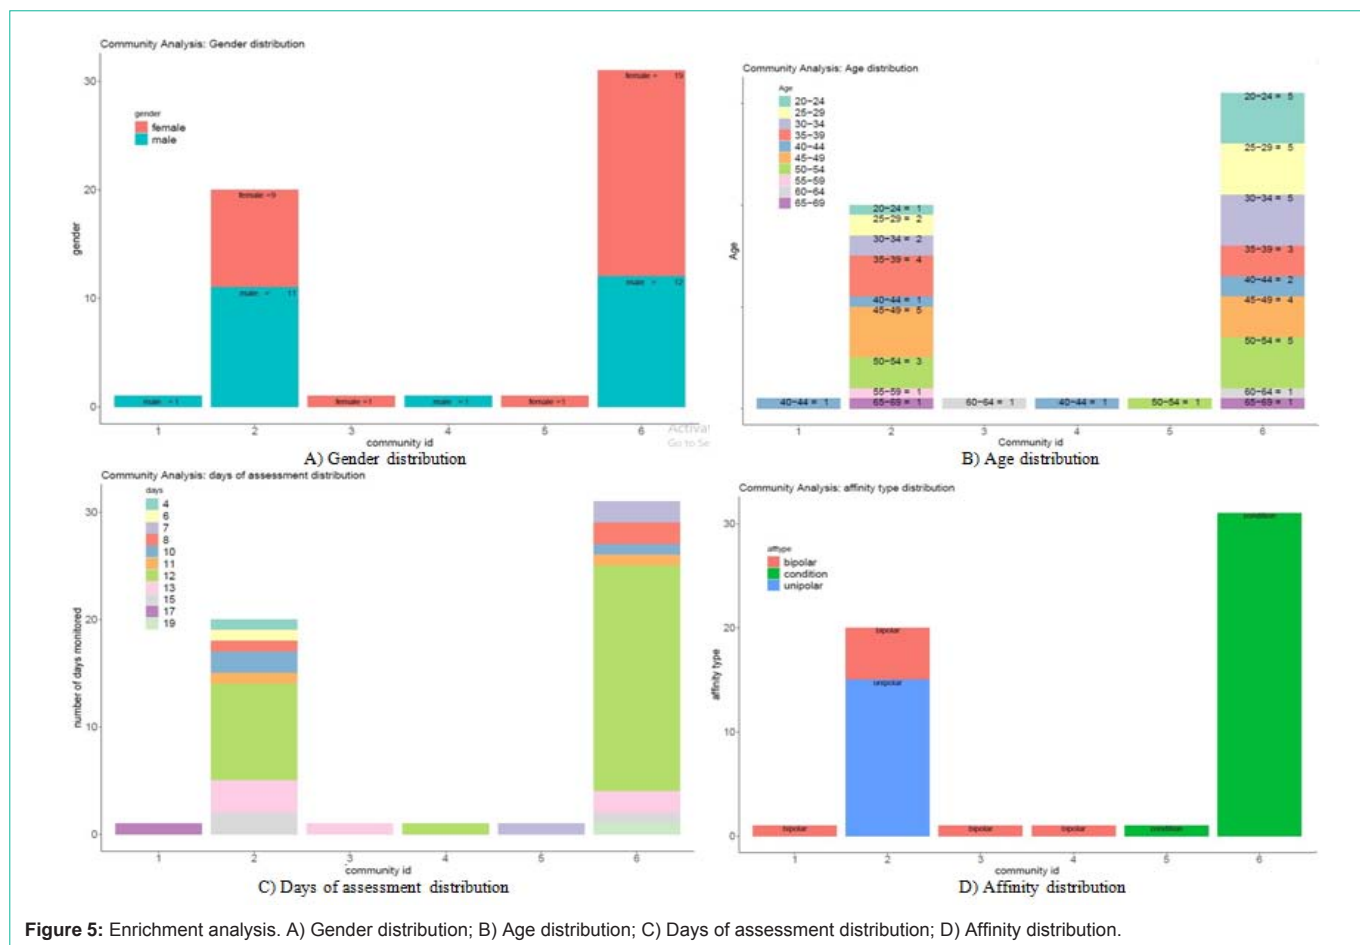 Community Analysis: Gender distribution
30
20
10
0
gender
gender
female
male
female = 19
female =9
male = 11
male = 12
male =1
female =1
male =1
female =1
1 2 3 4 5 6
community id
A) Gender distribution
Community Analysis: Age distribution
Age
Age
20-24
25-29
30-34
35-39
40-44
45-49
50-54
55-59
60-64
65-69
20-24 = 5
25-29 = 5
30-34 = 5
35-39 = 3
40-44 = 2
45-49 = 4
50-54 = 5
60-64 = 1
65-69 = 1
20-24 = 1
25-29 = 2
30-34 = 2
35-39 = 4
40-44 = 1
45-49 = 5
50-54 = 3
55-59 = 1
65-69 = 1
40-44 = 1
60-64 = 1
40-44 = 1
50-54 = 1
1 2 3 4 5 6
Community id
B) Age distribution
Activat
Go to Se
Community Analysis: days of assessment distribution
days
4
6
7
8
10
11
12
13
15
17
19
30
20
10
0
number of days monitored
1 2 3 4 5 6
community id
C) Days of assessment distribution
Community Analysis: affinity type distribution
afftype
bipolar
condition
unipolar
30
20
10
0
affinity type
condition
bipolar
unipolar
bipolar
bipolar
bipolar
condition
1 2 3 4 5 6
community id
D) Affinity distribution
Figure 5: Enrichment analysis. A) Gender distribution; B) Age distribution; C) Days of assessment distribution; D) Affinity distribution.